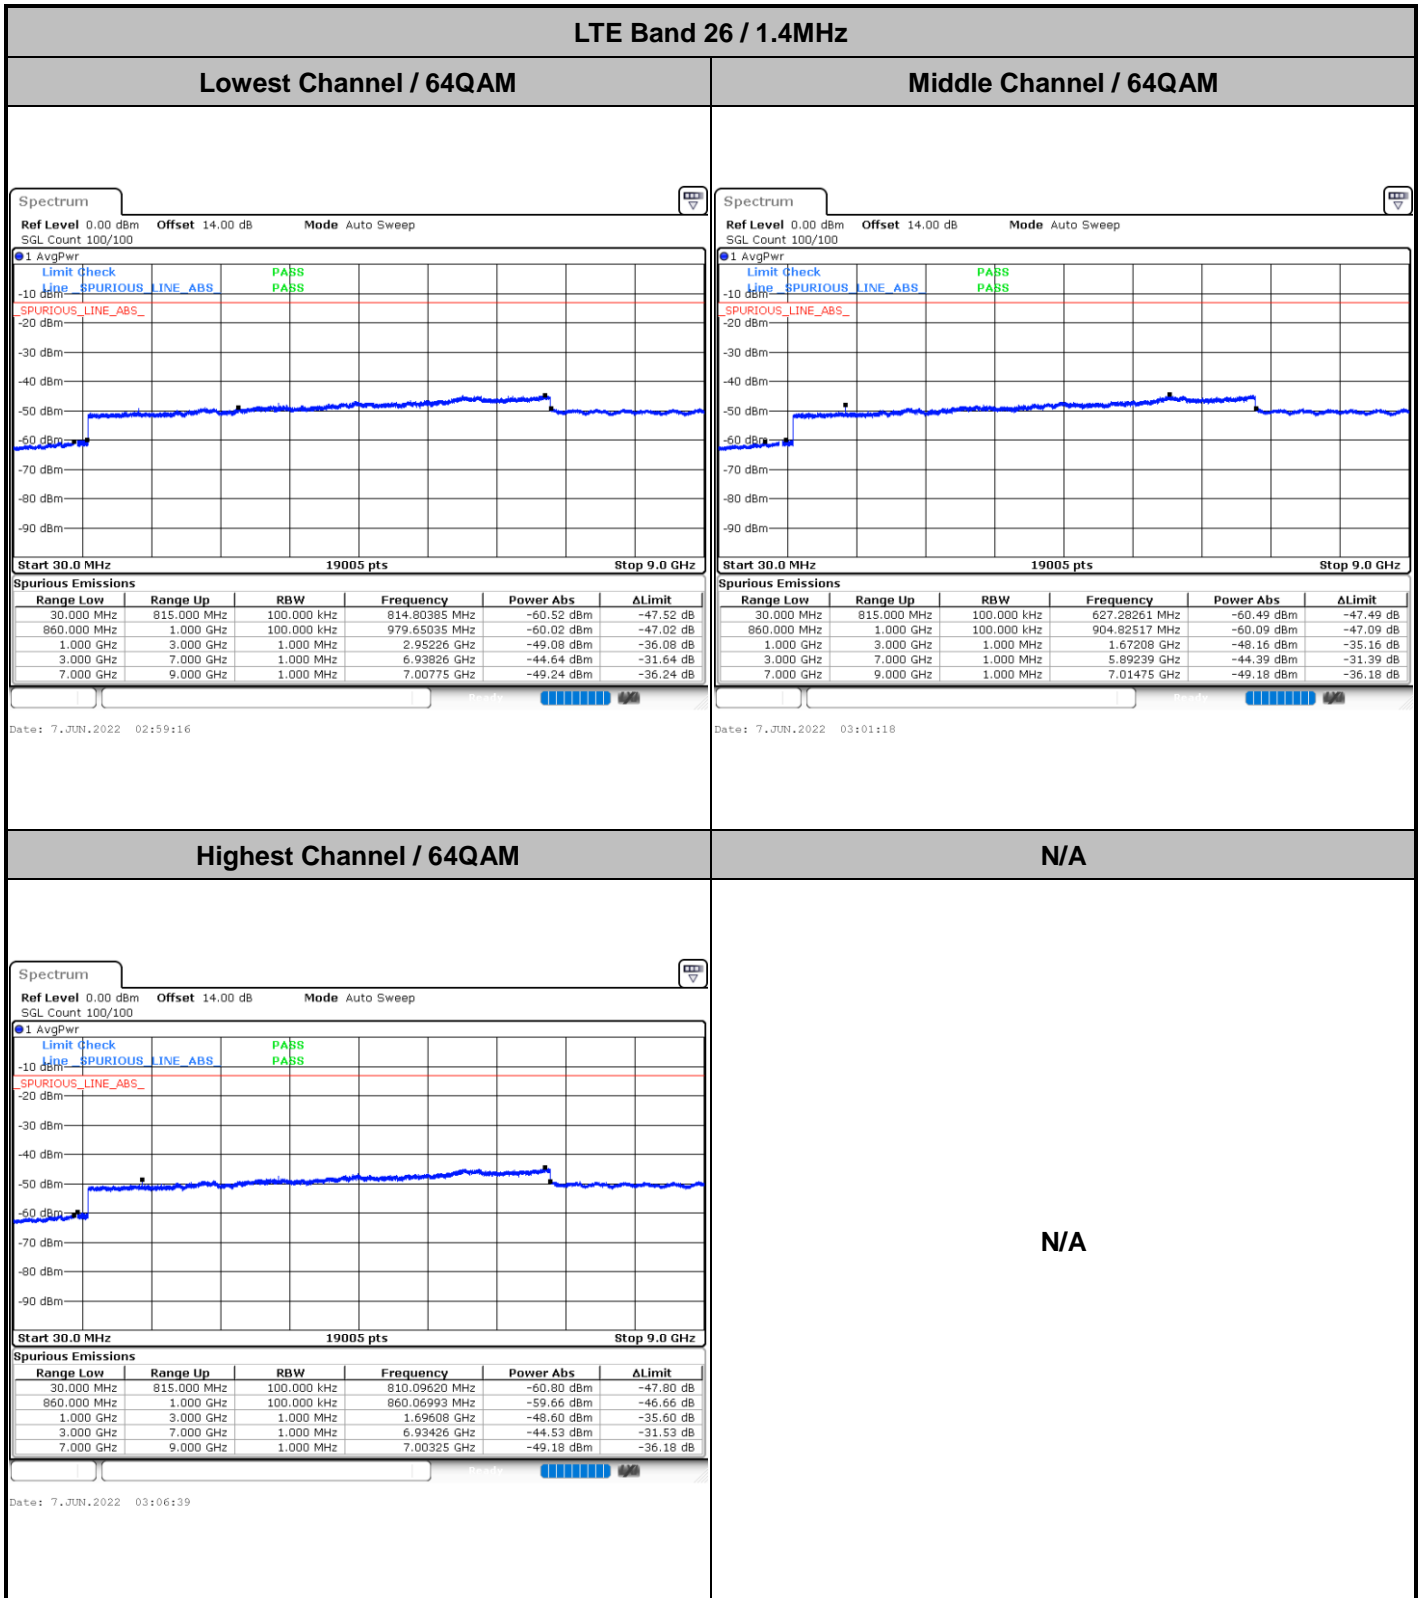 LTE Band 26 / 1.4MHz
Lowest Channel / 64QAM
Middle Channel / 64QAM
Spectrum
Ref Level 0.00 dBm Offset 14.00 dB Mode Auto Sweep
SGL Count 100/100
1 AvgPwr
Limit Check PASS
Line _SPURIOUS_LINE_ABS_ PASS
-10 dBm
_SPURIOUS_LINE_ABS_
-20 dBm
-30 dBm
-40 dBm
-50 dBm
-60 dBm
-70 dBm
-80 dBm
-90 dBm
Start 30.0 MHz 19005 pts Stop 9.0 GHz
Spurious Emissions
Range Low Range Up RBW Frequency Power Abs ΔLimit
30.000 MHz 815.000 MHz 100.000 kHz 814.80385 MHz -60.52 dBm -47.52 dB
860.000 MHz 1.000 GHz 100.000 kHz 979.65035 MHz -60.02 dBm -47.02 dB
1.000 GHz 3.000 GHz 1.000 MHz 2.95226 GHz -49.08 dBm -36.08 dB
3.000 GHz 7.000 GHz 1.000 MHz 6.93826 GHz -44.64 dBm -31.64 dB
7.000 GHz 9.000 GHz 1.000 MHz 7.00775 GHz -49.24 dBm -36.24 dB
Date: 7.JUN.2022 02:59:16
Spectrum
Ref Level 0.00 dBm Offset 14.00 dB Mode Auto Sweep
SGL Count 100/100
1 AvgPwr
Limit Check PASS
Line _SPURIOUS_LINE_ABS_ PASS
-10 dBm
_SPURIOUS_LINE_ABS_
-20 dBm
-30 dBm
-40 dBm
-50 dBm
-60 dBm
-70 dBm
-80 dBm
-90 dBm
Start 30.0 MHz 19005 pts Stop 9.0 GHz
Spurious Emissions
Range Low Range Up RBW Frequency Power Abs ΔLimit
30.000 MHz 815.000 MHz 100.000 kHz 627.28261 MHz -60.49 dBm -47.49 dB
860.000 MHz 1.000 GHz 100.000 kHz 904.82517 MHz -60.09 dBm -47.09 dB
1.000 GHz 3.000 GHz 1.000 MHz 1.67208 GHz -48.16 dBm -35.16 dB
3.000 GHz 7.000 GHz 1.000 MHz 5.89239 GHz -44.39 dBm -31.39 dB
7.000 GHz 9.000 GHz 1.000 MHz 7.01475 GHz -49.18 dBm -36.18 dB
Date: 7.JUN.2022 03:01:18
Highest Channel / 64QAM
N/A
Spectrum
Ref Level 0.00 dBm Offset 14.00 dB Mode Auto Sweep
SGL Count 100/100
1 AvgPwr
Limit Check PASS
Line _SPURIOUS_LINE_ABS_ PASS
-10 dBm
_SPURIOUS_LINE_ABS_
-20 dBm
-30 dBm
-40 dBm
-50 dBm
-60 dBm
-70 dBm
-80 dBm
-90 dBm
Start 30.0 MHz 19005 pts Stop 9.0 GHz
Spurious Emissions
Range Low Range Up RBW Frequency Power Abs ΔLimit
30.000 MHz 815.000 MHz 100.000 kHz 810.09620 MHz -60.80 dBm -47.80 dB
860.000 MHz 1.000 GHz 100.000 kHz 860.06993 MHz -59.66 dBm -46.66 dB
1.000 GHz 3.000 GHz 1.000 MHz 1.69608 GHz -48.60 dBm -35.60 dB
3.000 GHz 7.000 GHz 1.000 MHz 6.93426 GHz -44.53 dBm -31.53 dB
7.000 GHz 9.000 GHz 1.000 MHz 7.00325 GHz -49.18 dBm -36.18 dB
Date: 7.JUN.2022 03:06:39
N/A